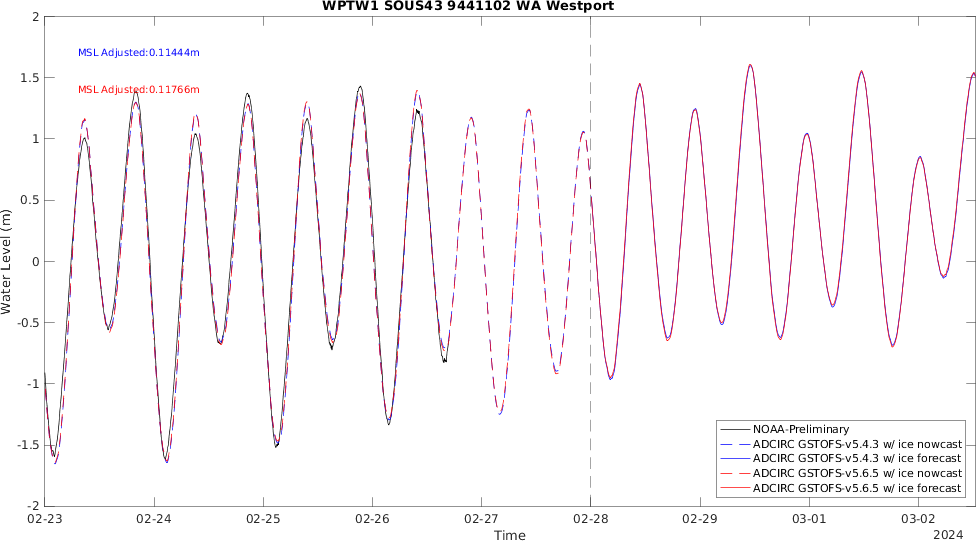 WPTW1 SOUS43 9441102 WA Westport
MSL Adjusted:0.11444m
MSL Adjusted:0.11766m
Water Level (m)
2
1.5
1
0.5
0
-0.5
-1
-1.5
-2
NOAA-Preliminary
ADCIRC GSTOFS-v5.4.3 w/ ice nowcast
ADCIRC GSTOFS-v5.4.3 w/ ice forecast
ADCIRC GSTOFS-v5.6.5 w/ ice nowcast
ADCIRC GSTOFS-v5.6.5 w/ ice forecast
02-23 02-24 02-25 02-26 02-27 02-28 02-29 03-01 03-02
Time
2024